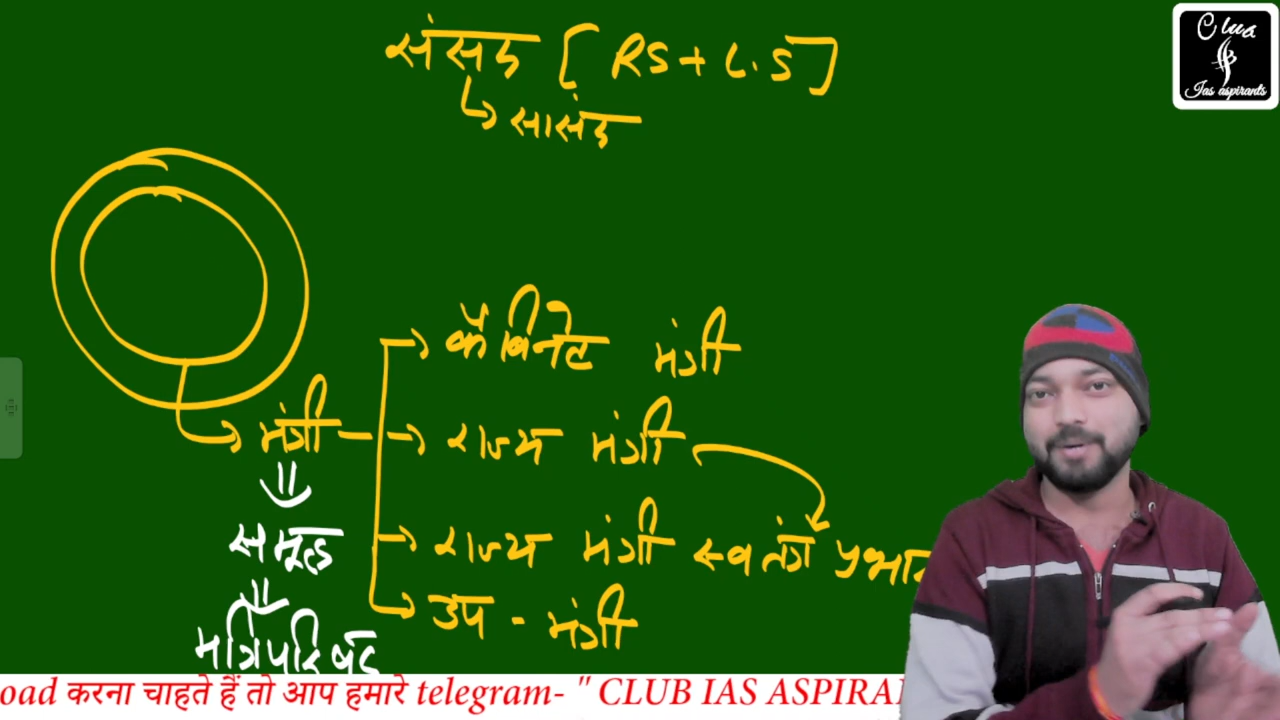 संसद [RS + L.S]
↳ सासंद
कैबिनेट मंत्री
मंत्री → राज्य मंत्री
राज्य मंत्री स्वतंत्र प्रभार
उप - मंत्री
समूह
मंत्रिपरिषद
oad करना चाहते हैं तो आप हमारे telegram- " CLUB IAS ASPIRA
Club
Ias aspirants